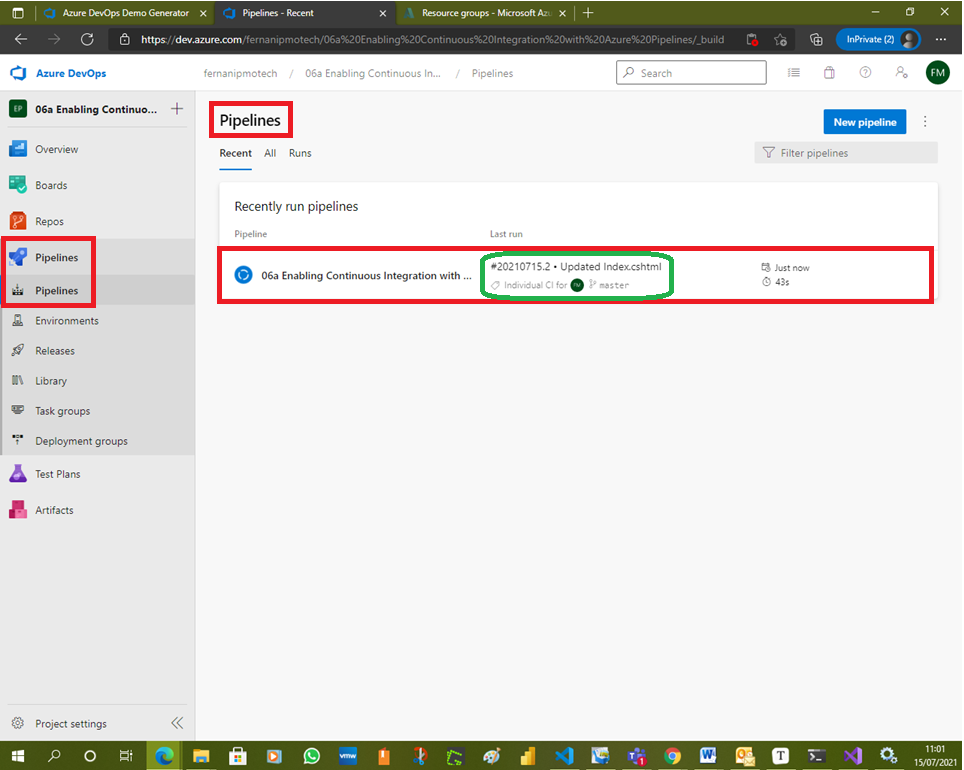 Azure DevOps Demo Generator
Pipelines - Recent
Resource groups - Microsoft Azu
https://dev.azure.com/fernanipmotech/06a%20Enabling%20Continuous%20Integration%20with%20Azure%20Pipelines/_build
InPrivate (2)
Azure DevOps
fernanipmotech / 06a Enabling Continuous In... / Pipelines
Search
FM
EP 06a Enabling Continuo...
Overview
Boards
Repos
Pipelines
Pipelines
Environments
Releases
Library
Task groups
Deployment groups
Test Plans
Artifacts
Project settings
Pipelines
New pipeline
Recent All Runs
Filter pipelines
Recently run pipelines
Pipeline Last run
06a Enabling Continuous Integration with ...
#20210715.2 • Updated Index.cshtml
Individual CI for FM master
Just now
43s
11:01
15/07/2021